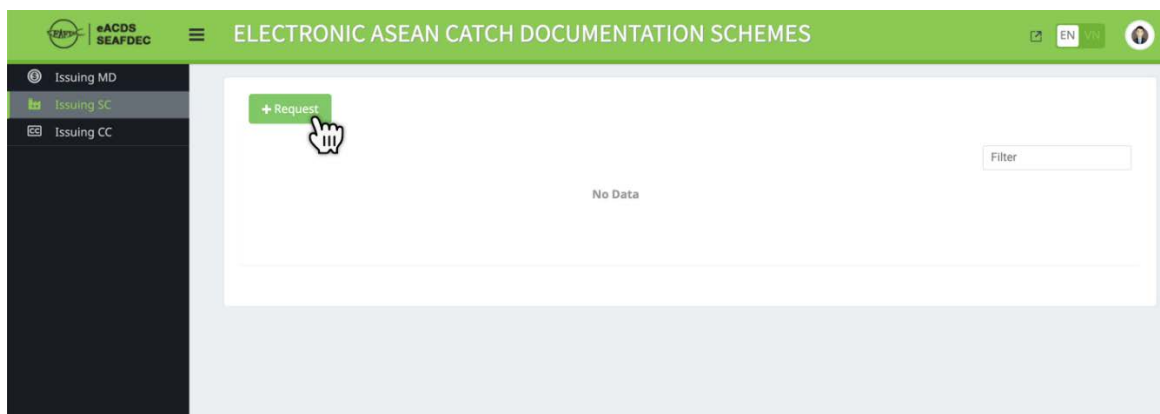 eACDS
SEAFDEC
ELECTRONIC ASEAN CATCH DOCUMENTATION SCHEMES
EN VN
Issuing MD
Issuing SC
Issuing CC
+ Request
Filter
No Data